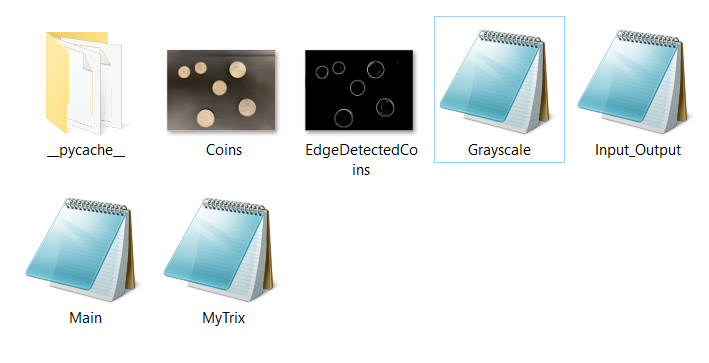 __pycache__
Coins
EdgeDetectedCo
ins
Grayscale
Input_Output
Main
MyTrix